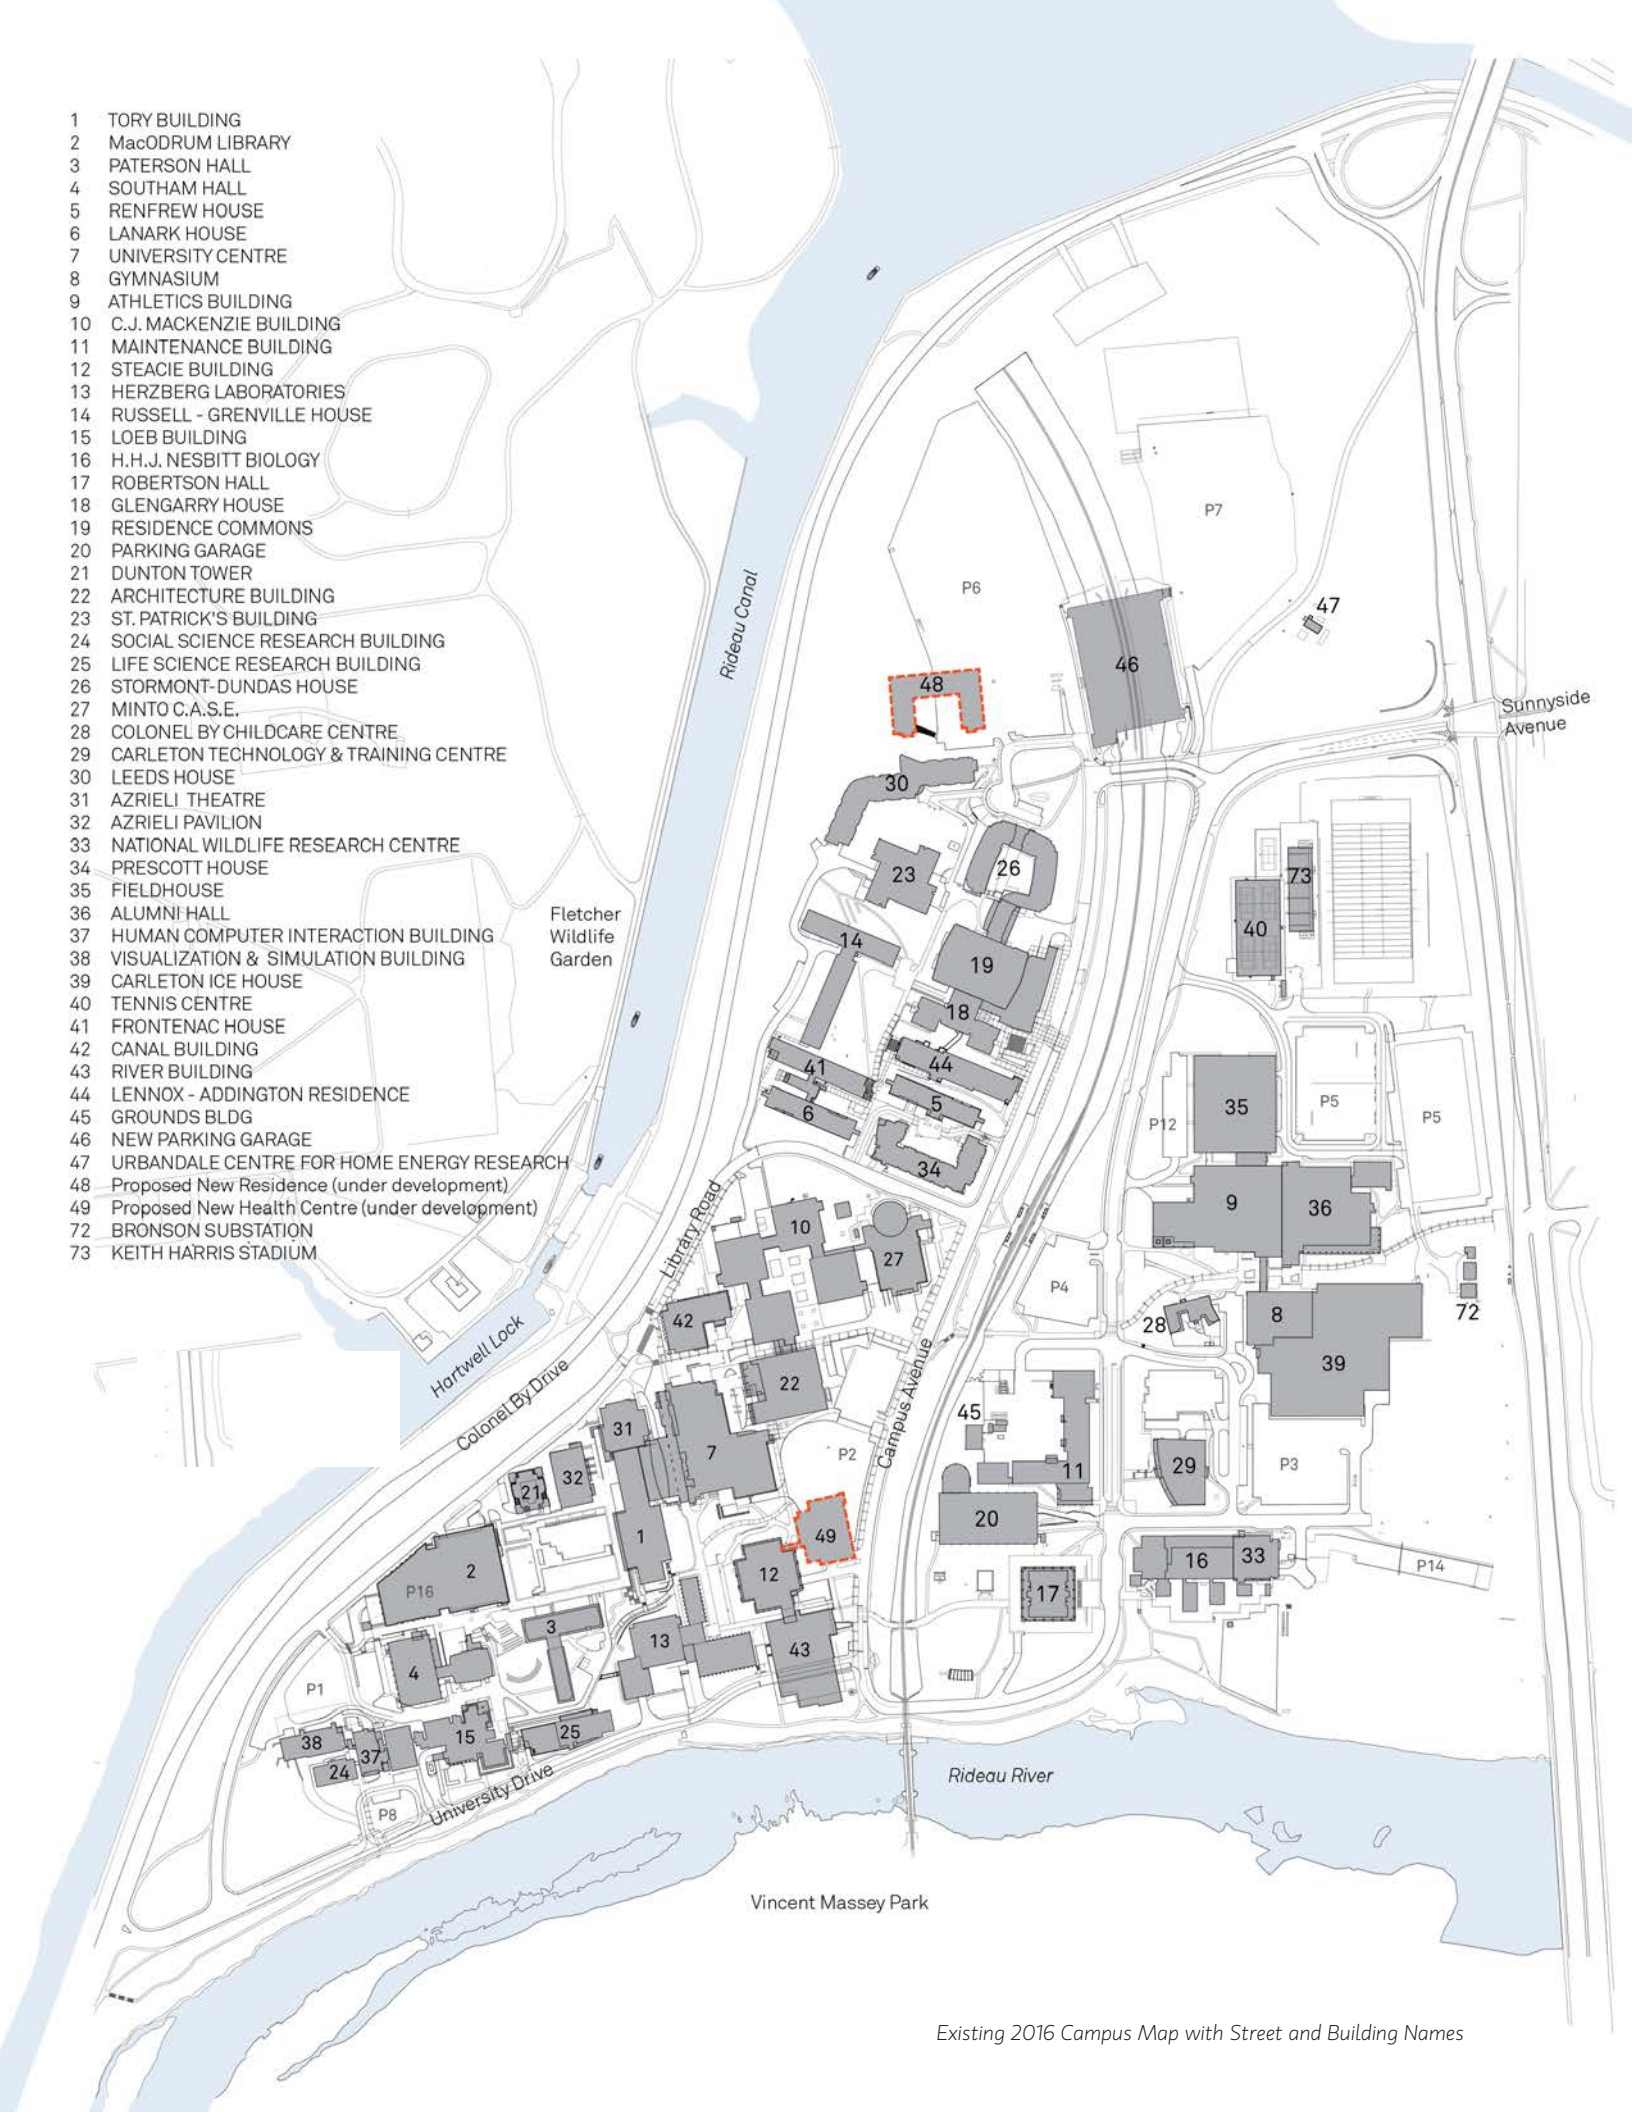 1 TORY BUILDING
2 MacODRUM LIBRARY
3 PATERSON HALL
4 SOUTHAM HALL
5 RENFREW HOUSE
6 LANARK HOUSE
7 UNIVERSITY CENTRE
8 GYMNASIUM
9 ATHLETICS BUILDING
10 C.J. MACKENZIE BUILDING
11 MAINTENANCE BUILDING
12 STEACIE BUILDING
13 HERZBERG LABORATORIES
14 RUSSELL - GRENVILLE HOUSE
15 LOEB BUILDING
16 H.H.J. NESBITT BIOLOGY
17 ROBERTSON HALL
18 GLENGARRY HOUSE
19 RESIDENCE COMMONS
20 PARKING GARAGE
21 DUNTON TOWER
22 ARCHITECTURE BUILDING
23 ST. PATRICK'S BUILDING
24 SOCIAL SCIENCE RESEARCH BUILDING
25 LIFE SCIENCE RESEARCH BUILDING
26 STORMONT-DUNDAS HOUSE
27 MINTO C.A.S.E.
28 COLONEL BY CHILDCARE CENTRE
29 CARLETON TECHNOLOGY & TRAINING CENTRE
30 LEEDS HOUSE
31 AZRIELI THEATRE
32 AZRIELI PAVILION
33 NATIONAL WILDLIFE RESEARCH CENTRE
34 PRESCOTT HOUSE
35 FIELDHOUSE
36 ALUMNI HALL
37 HUMAN COMPUTER INTERACTION BUILDING
38 VISUALIZATION & SIMULATION BUILDING
39 CARLETON ICE HOUSE
40 TENNIS CENTRE
41 FRONTENAC HOUSE
42 CANAL BUILDING
43 RIVER BUILDING
44 LENNOX - ADDINGTON RESIDENCE
45 GROUNDS BLDG
46 NEW PARKING GARAGE
47 URBANDALE CENTRE FOR HOME ENERGY RESEARCH
48 Proposed New Residence (under development)
49 Proposed New Health Centre (under development)
72 BRONSON SUBSTATION
73 KEITH HARRIS STADIUM
P7
P6
Rideau Canal
47
46
48
Sunnyside
Avenue
30
23
26
73
40
Fletcher
Wildlife
Garden
14
19
18
44
41
5
6
34
35
P5
P5
P12
9
36
Library Road
10
27
P4
42
28
8
72
39
Hartwell Lock
Colonel By Drive
22
Campus Avenue
45
31
7
P2
11
29
P3
32
21
20
49
1
12
2
P16
17
16
33
P14
3
13
43
4
P1
15
25
38
37
24
P8
University Drive
Rideau River
Vincent Massey Park
Existing 2016 Campus Map with Street and Building Names